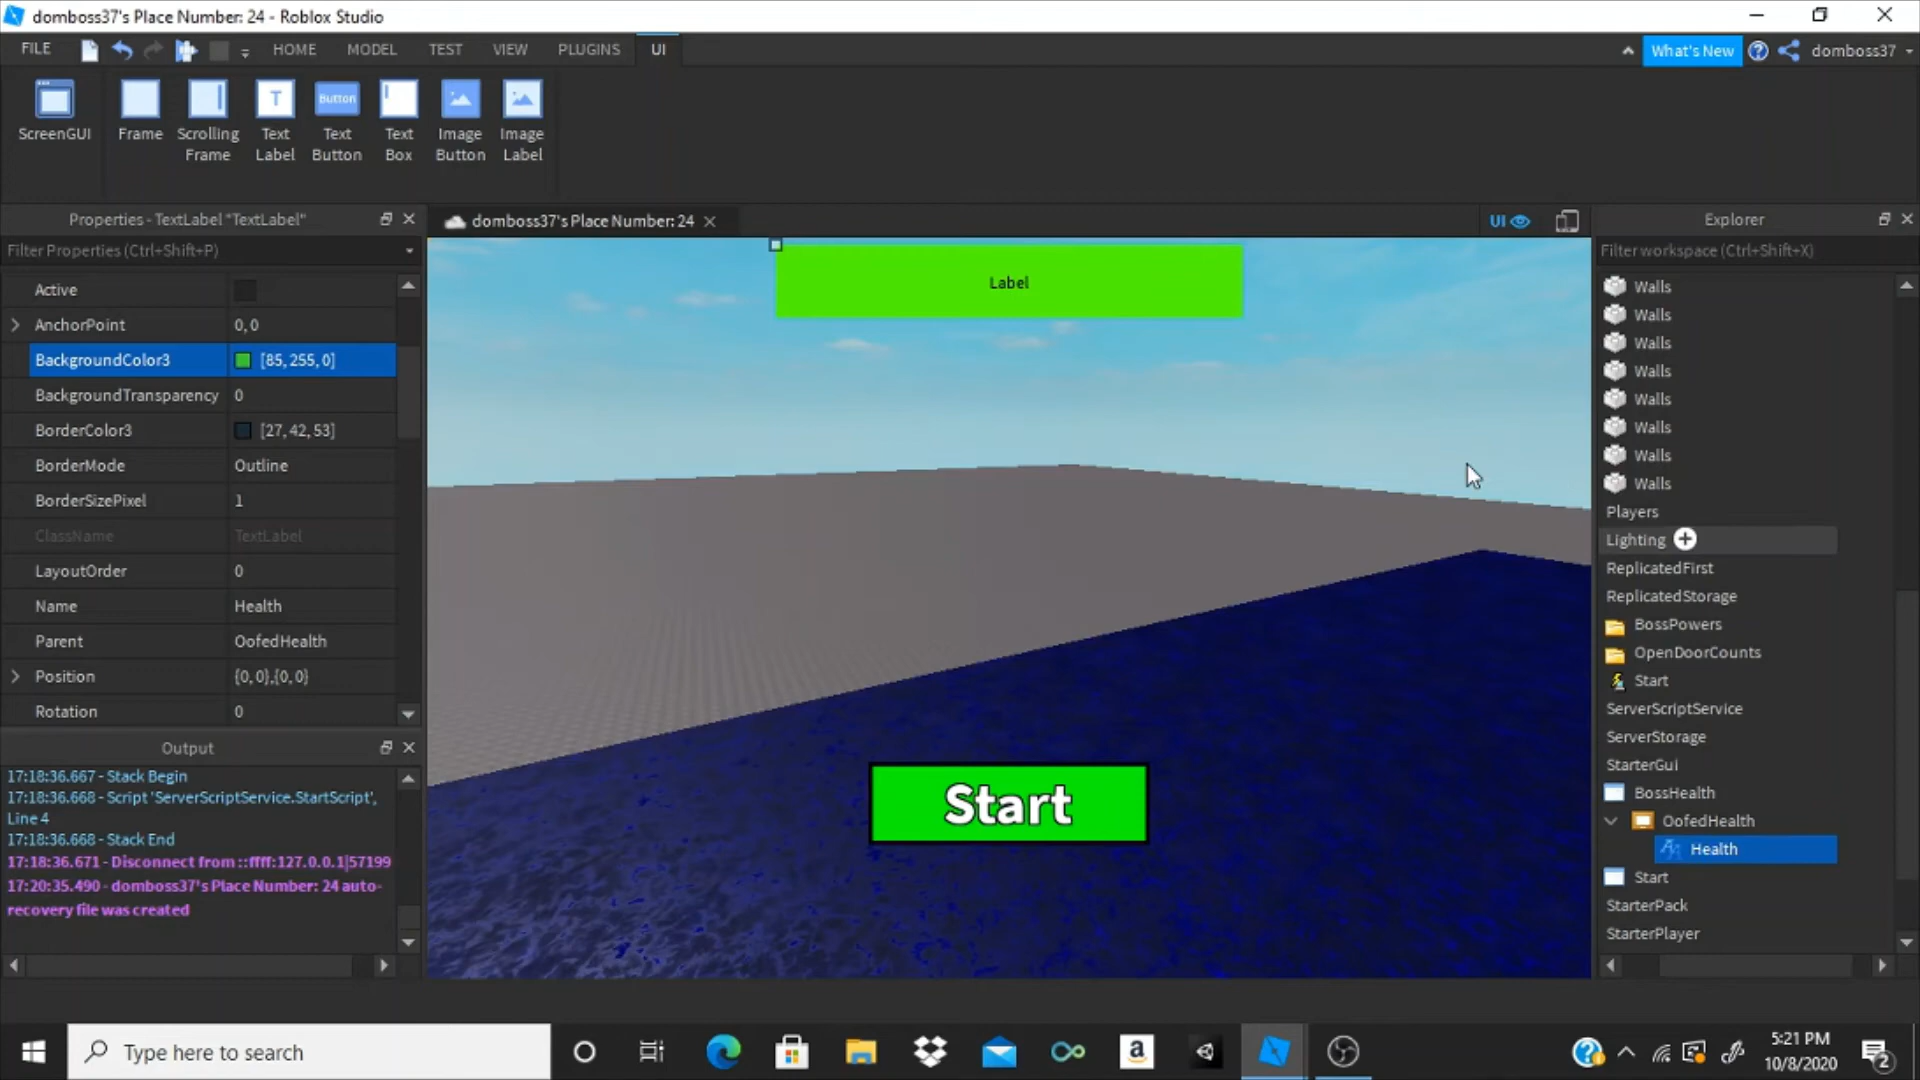 domboss37's Place Number: 24 - Roblox Studio
FILE HOME MODEL TEST VIEW PLUGINS UI What's New domboss37
ScreenGUI
Frame
Scrolling Frame
Text Label
Button
Text Button
Text Box
Image Button
Image Label
Properties - TextLabel "TextLabel"
Filter Properties (Ctrl+Shift+P)
Active
AnchorPoint 0, 0
BackgroundColor3 [85, 255, 0]
BackgroundTransparency 0
BorderColor3 [27, 42, 53]
BorderMode Outline
BorderSizePixel 1
ClassName TextLabel
LayoutOrder 0
Name Health
Parent OofedHealth
Position {0, 0},{0, 0}
Rotation 0
Output
17:18:36.667 - Stack Begin
17:18:36.668 - Script 'ServerScriptService.StartScript',
Line 4
17:18:36.668 - Stack End
17:18:36.671 - Disconnect from ::ffff:127.0.0.1|57199
17:20:35.490 - domboss37's Place Number: 24 auto-
recovery file was created
domboss37's Place Number: 24
UI
Label
Start
Explorer
Filter workspace (Ctrl+Shift+X)
Walls
Walls
Walls
Walls
Walls
Walls
Walls
Walls
Players
Lighting
ReplicatedFirst
ReplicatedStorage
BossPowers
OpenDoorCounts
Start
ServerScriptService
ServerStorage
StarterGui
BossHealth
OofedHealth
Health
Start
StarterPack
StarterPlayer
Type here to search
5:21 PM
10/8/2020
2